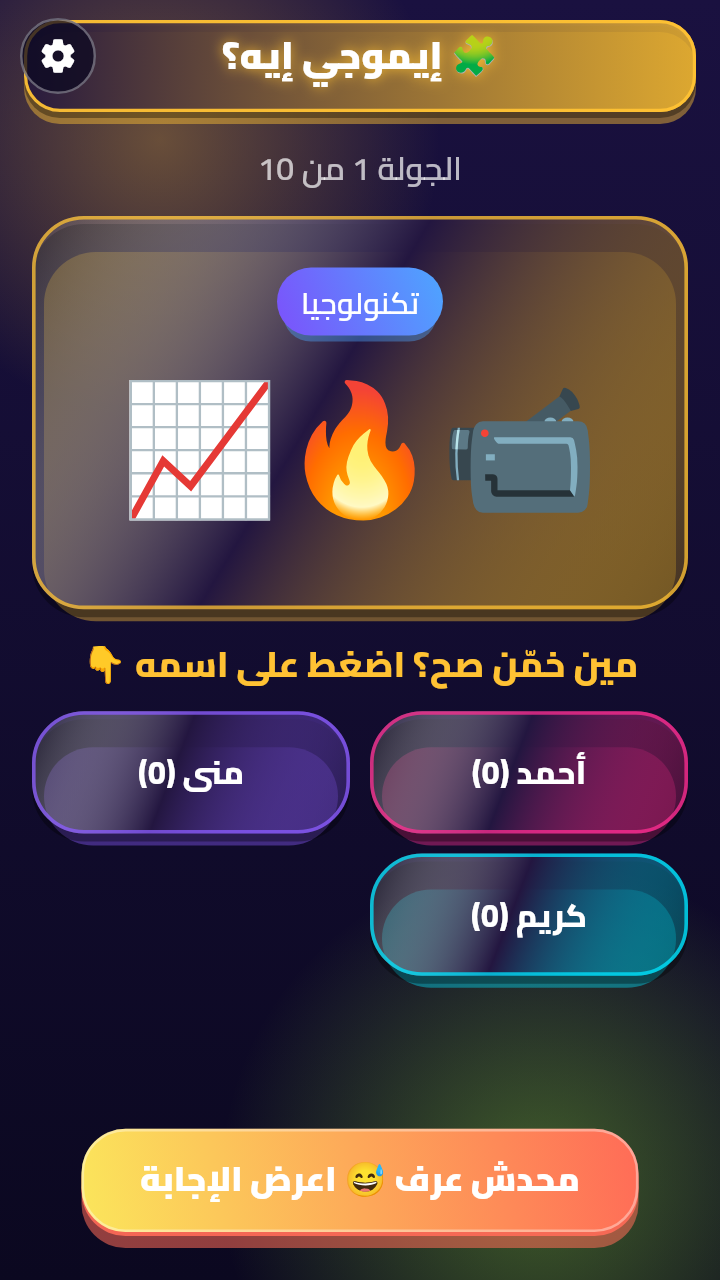 🧩 إيموجي إيه؟
الجولة 1 من 10
تكنولوجيا
مين خمّن صح؟ اضغط على اسمه 👇
أحمد (0)
منى (0)
كريم (0)
محدش عرف 😅 اعرض الإجابة